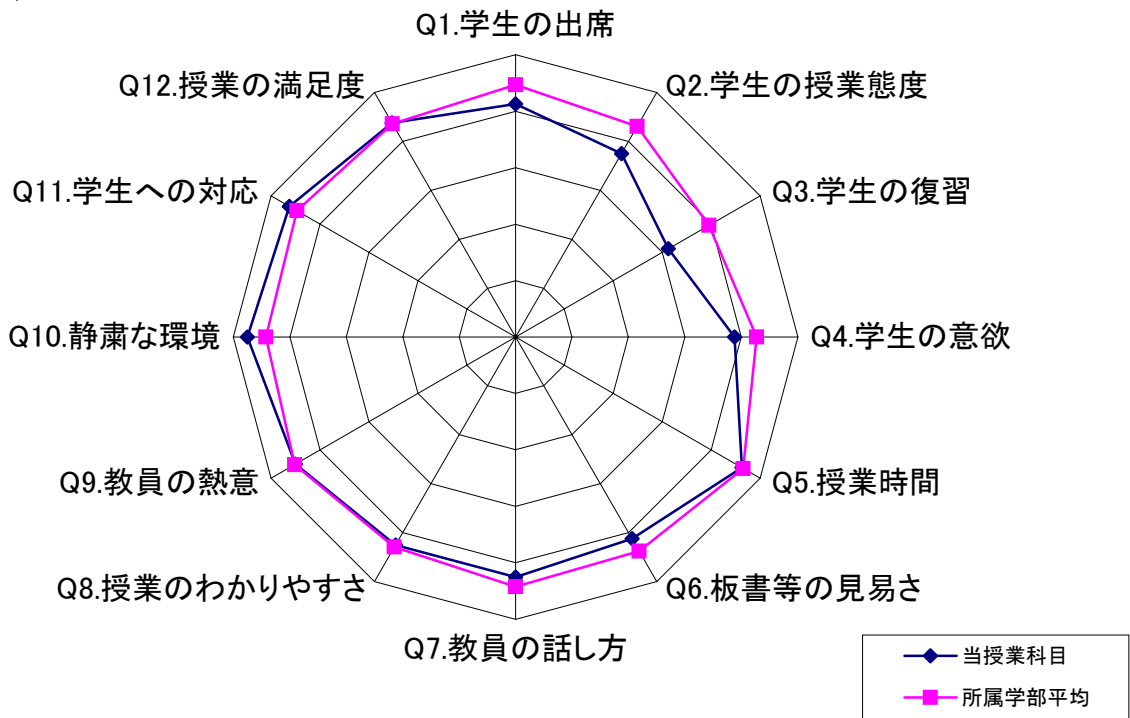 Q1.学生の出席
Q2.学生の授業態度
Q3.学生の復習
Q4.学生の意欲
Q5.授業時間
Q6.板書等の見易さ
Q7.教員の話し方
Q8.授業のわかりやすさ
Q9.教員の熱意
Q10.静粛な環境
Q11.学生への対応
Q12.授業の満足度
当授業科目
所属学部平均